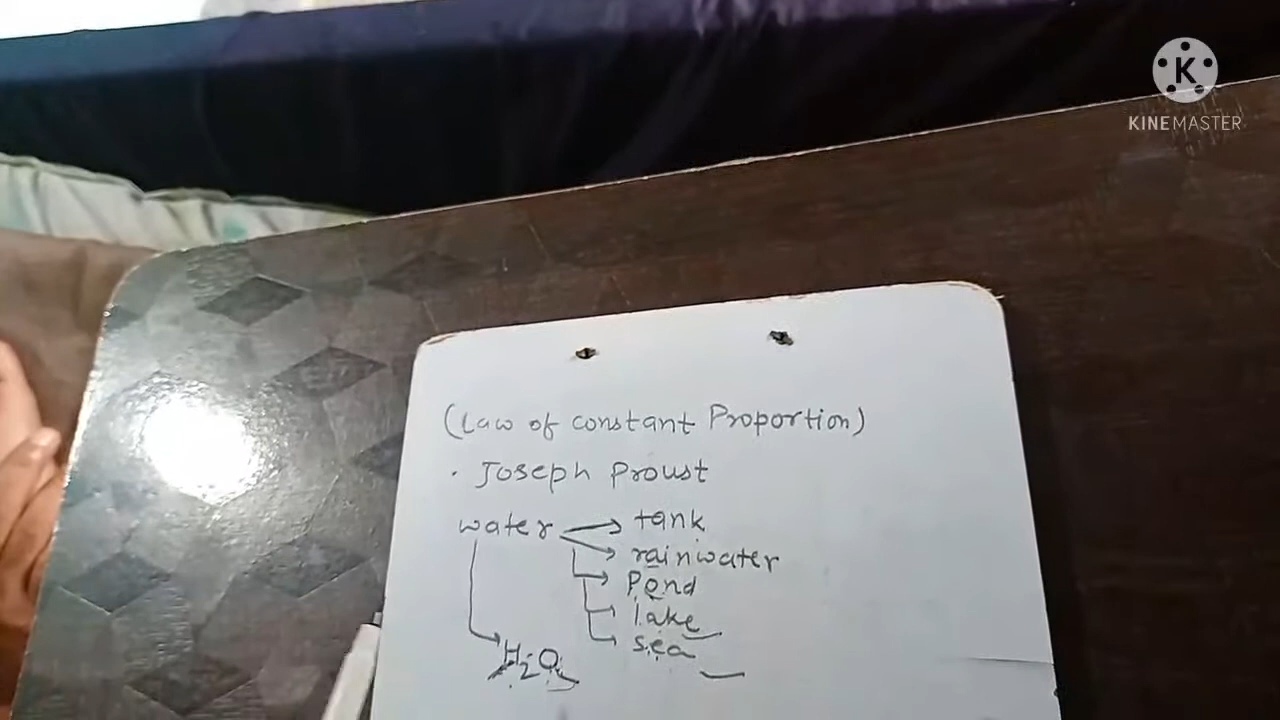 K
KINEMASTER
(Law of constant Proportion)
. Joseph Proust
water → tank
→ rainwater
→ Pond
→ lake
→ sea
H₂O